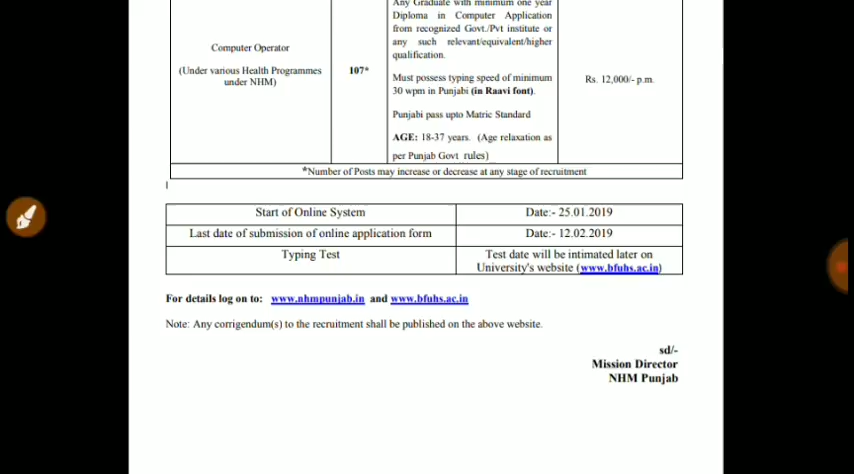 Any Graduate with minimum one year
Diploma in Computer Application
from recognized Govt./Pvt institute or
any such relevant/equivalent/higher
qualification.
Computer Operator
(Under various Health Programmes
under NHM)
107*
Must possess typing speed of minimum
30 wpm in Punjabi (in Raavi font).
Rs. 12,000/- p.m.
Punjabi pass upto Matric Standard
AGE: 18-37 years. (Age relaxation as
per Punjab Govt rules)
*Number of Posts may increase or decrease at any stage of recruitment
Start of Online System Date:- 25.01.2019
Last date of submission of online application form Date:- 12.02.2019
Typing Test Test date will be intimated later on
University's website (www.bfuhs.ac.in)
For details log on to: www.nhmpunjab.in and www.bfuhs.ac.in
Note: Any corrigendum(s) to the recruitment shall be published on the above website.
sd/-
Mission Director
NHM Punjab